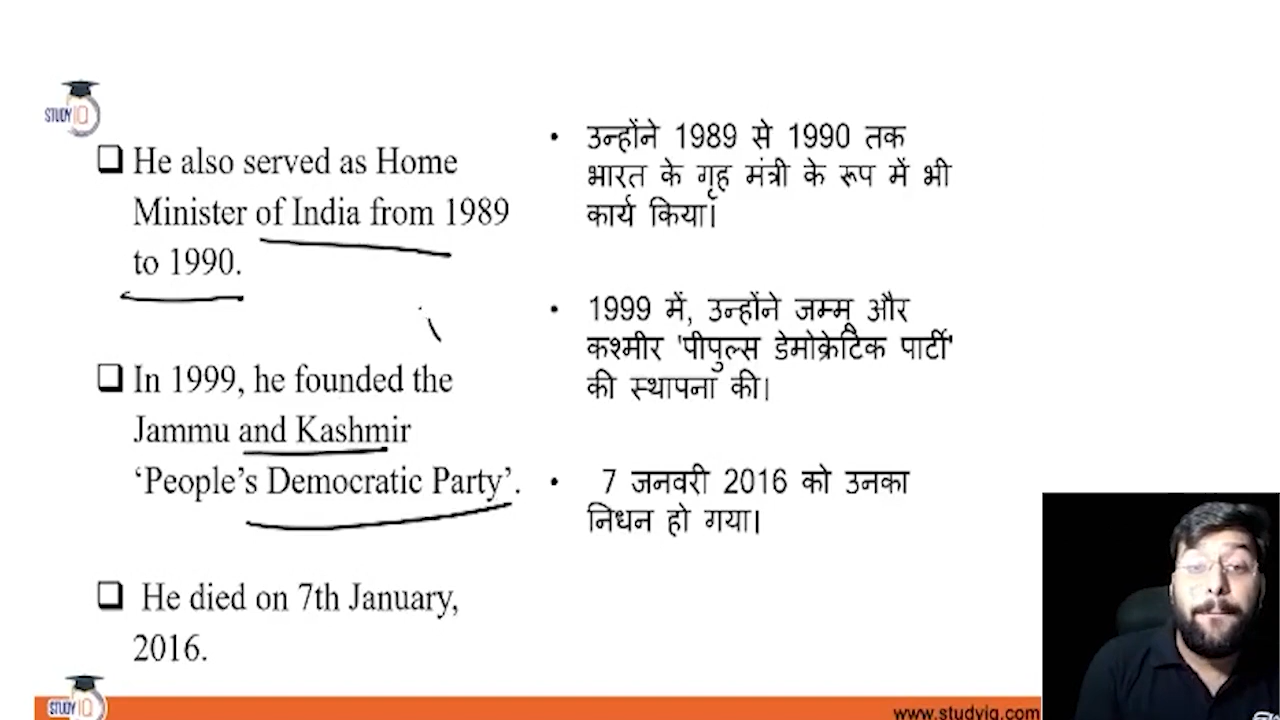 STUDY IQ
He also served as Home
Minister of India from 1989
to 1990.
In 1999, he founded the
Jammu and Kashmir
‘People’s Democratic Party’.
He died on 7th January,
2016.
• उन्होंने 1989 से 1990 तक
भारत के गृह मंत्री के रूप में भी
कार्य किया।
• 1999 में, उन्होंने जम्मू और
कश्मीर 'पीपुल्स डेमोक्रेटिक पार्टी'
की स्थापना की।
• 7 जनवरी 2016 को उनका
निधन हो गया।
STUDY IQ
www.studyiq.com